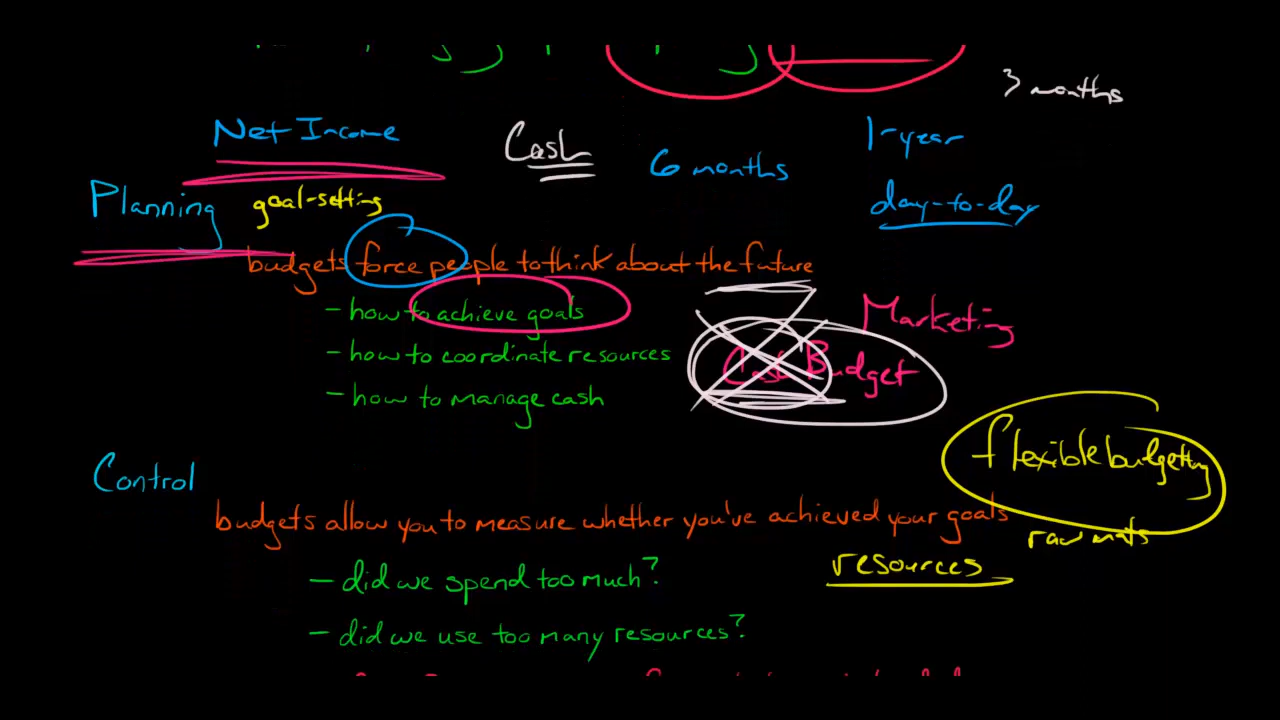 3 months
Net Income
Cash
6 months
1-year
Planning
goal-setting
day-to-day
budgets force people to think about the future
- how to achieve goals
Marketing
- how to coordinate resources
Cash Budget
- how to manage cash
flexible budgeting
Control
budgets allow you to measure whether you've achieved your goals
raw mats
resources
- did we spend too much?
- did we use too many resources?